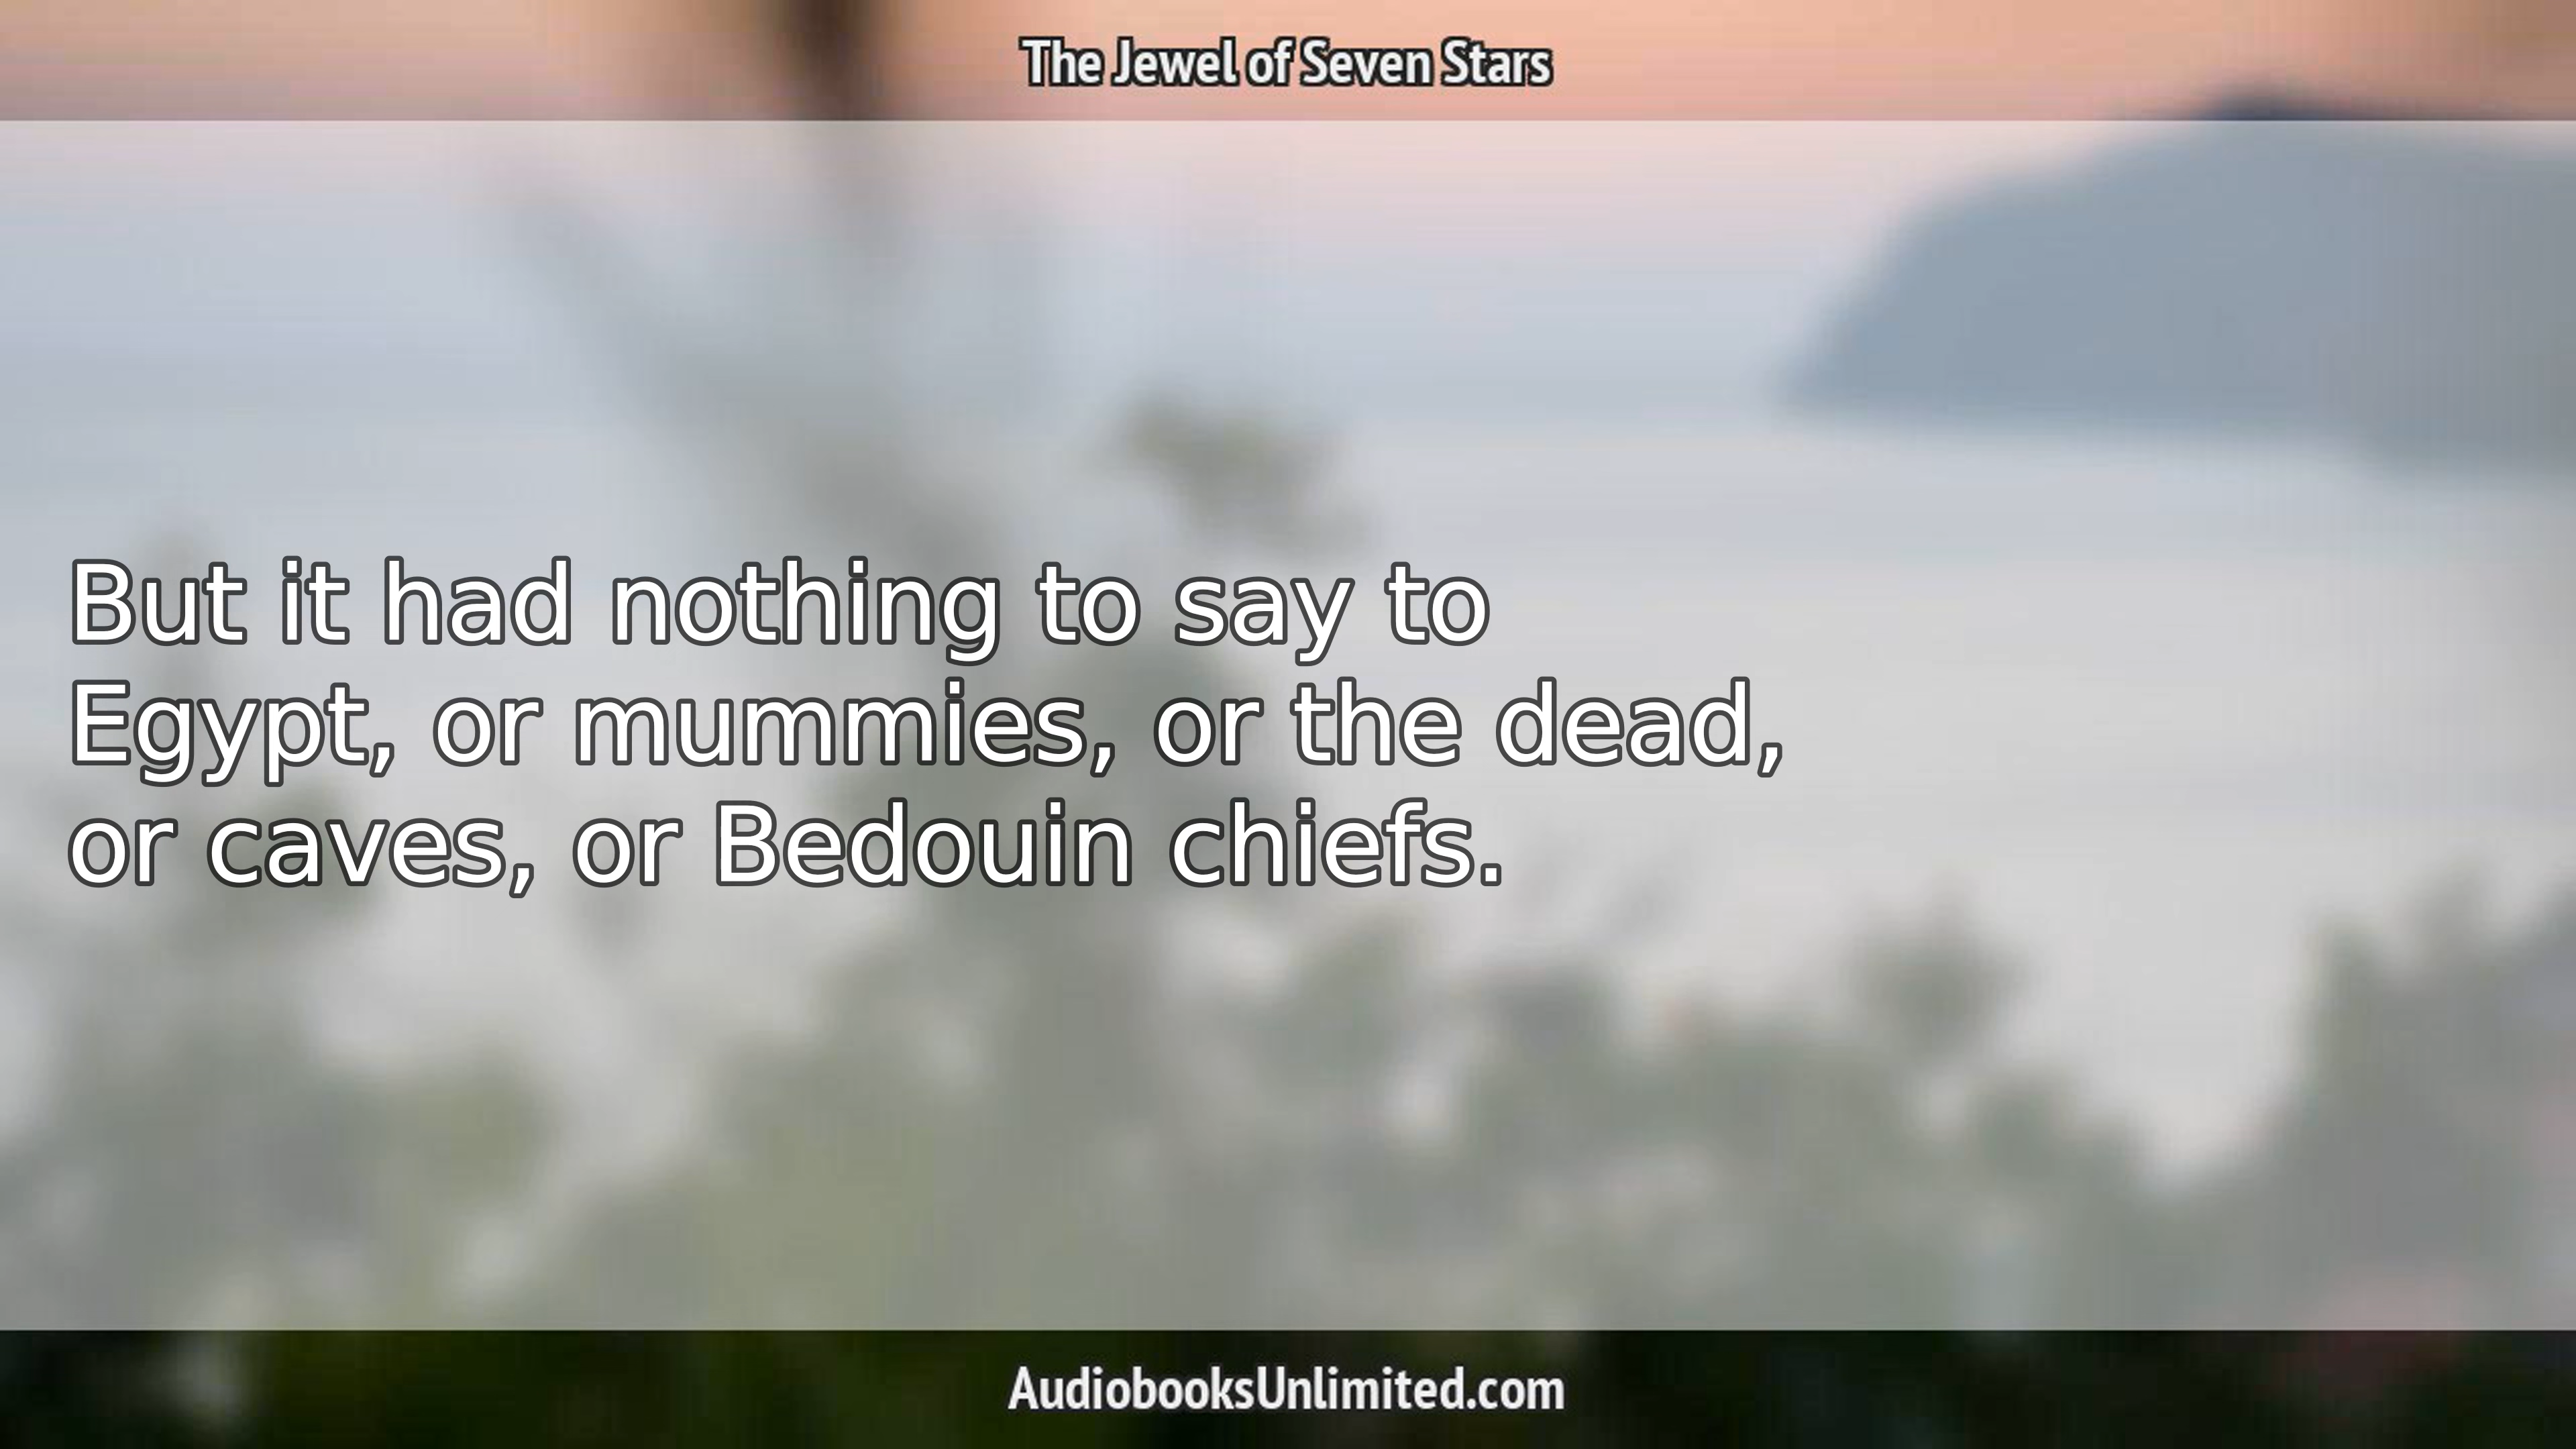 The Jewel of Seven Stars
But it had nothing to say to
Egypt, or mummies, or the dead,
or caves, or Bedouin chiefs.
AudiobooksUnlimited.com